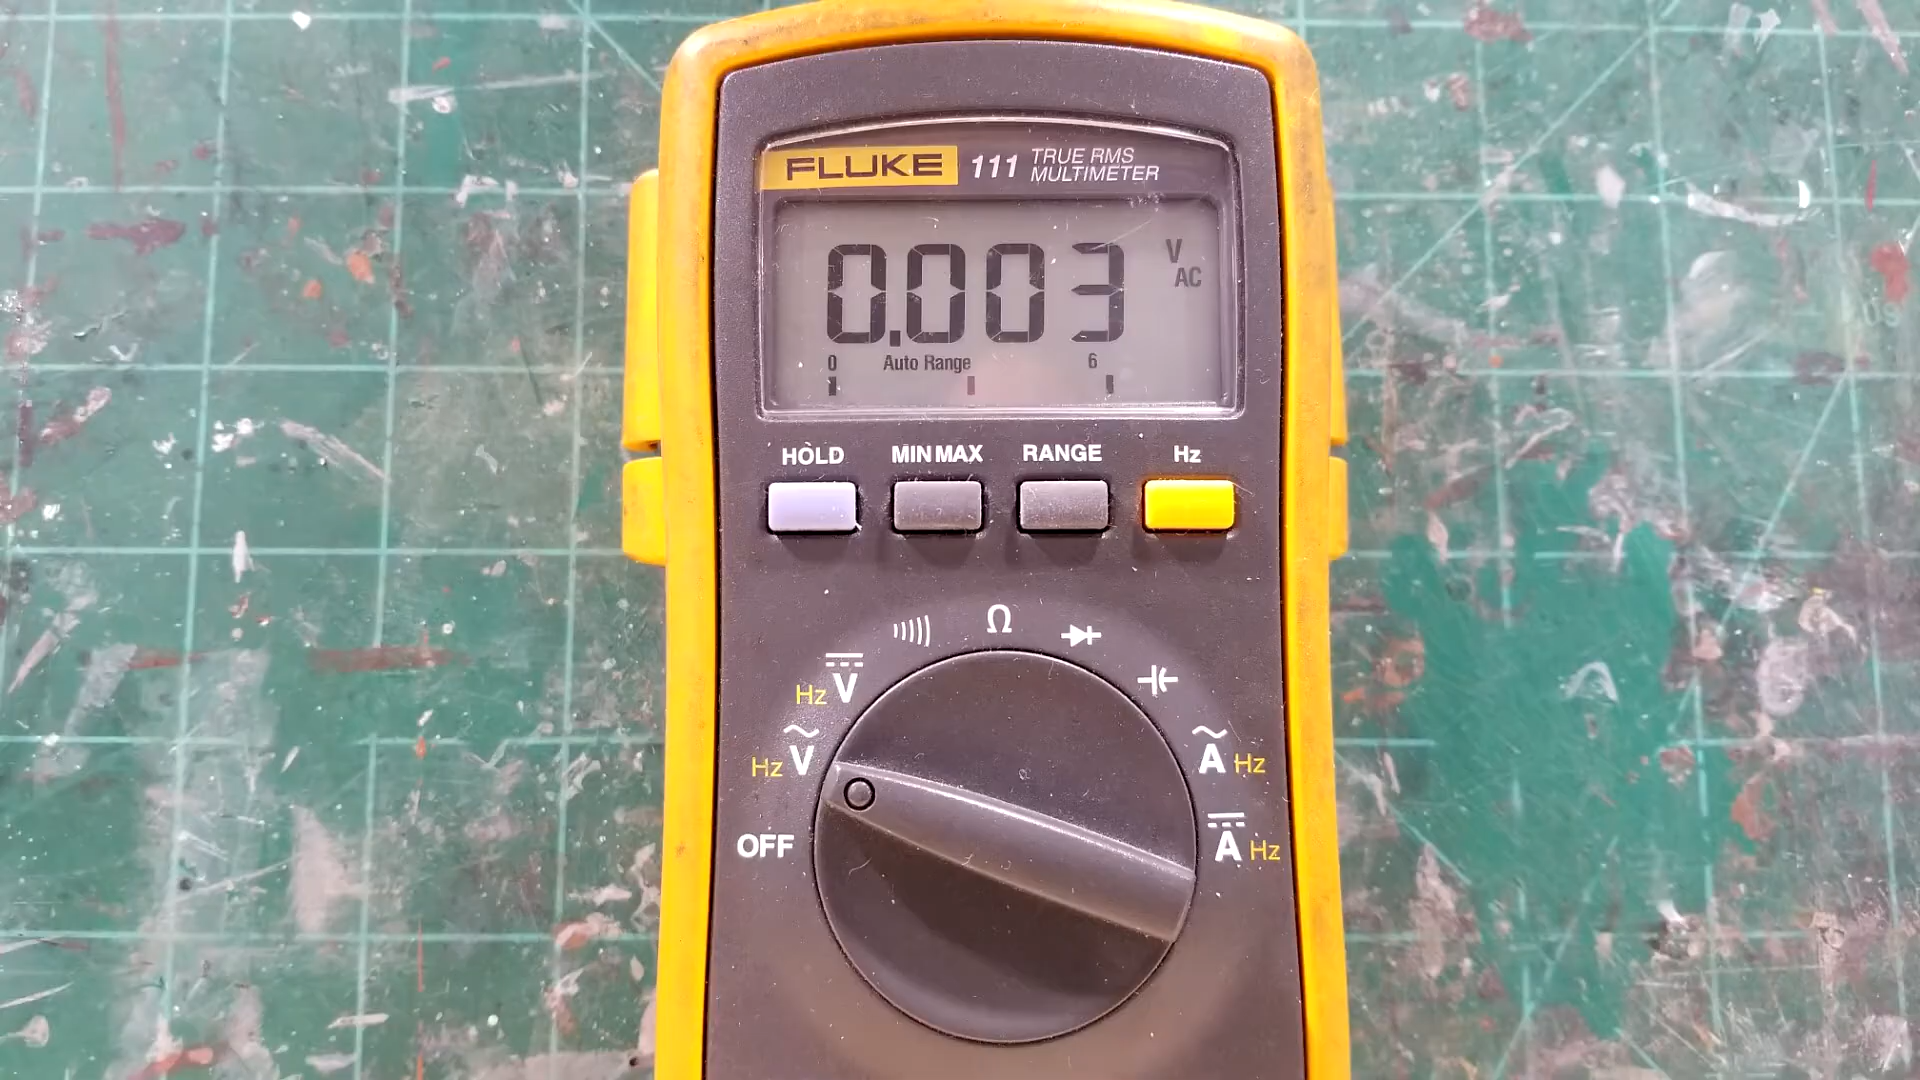 FLUKE 111 TRUE RMS
MULTIMETER
0.003 V
AC
0 Auto Range 6
HOLD MIN MAX RANGE Hz
Ω
Hz V
Hz V
A Hz
OFF
A Hz